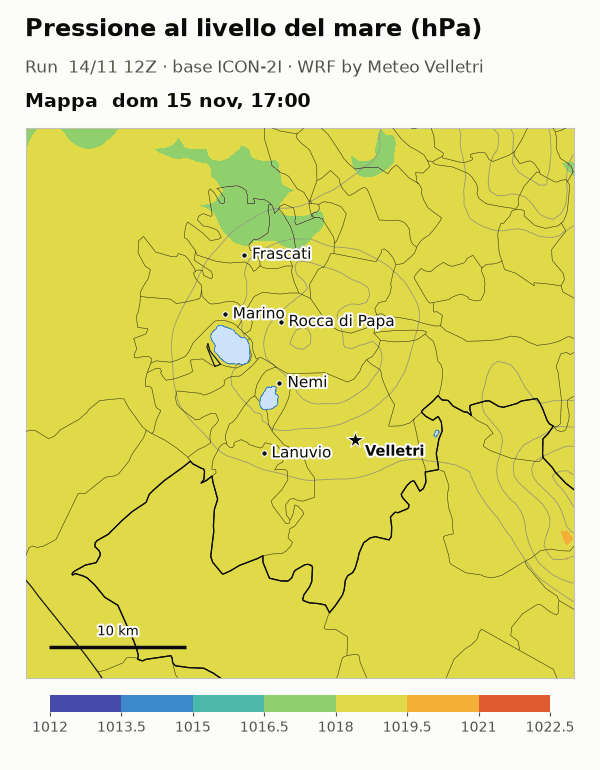 Pressione al livello del mare (hPa)
Run  14/11 12Z · base ICON-2I · WRF by Meteo Velletri
Mappa  dom 15 nov, 17:00
Frascati
Marino
Rocca di Papa
Nemi
Velletri
Lanuvio
10 km
1012 1013.5 1015 1016.5 1018 1019.5 1021 1022.5